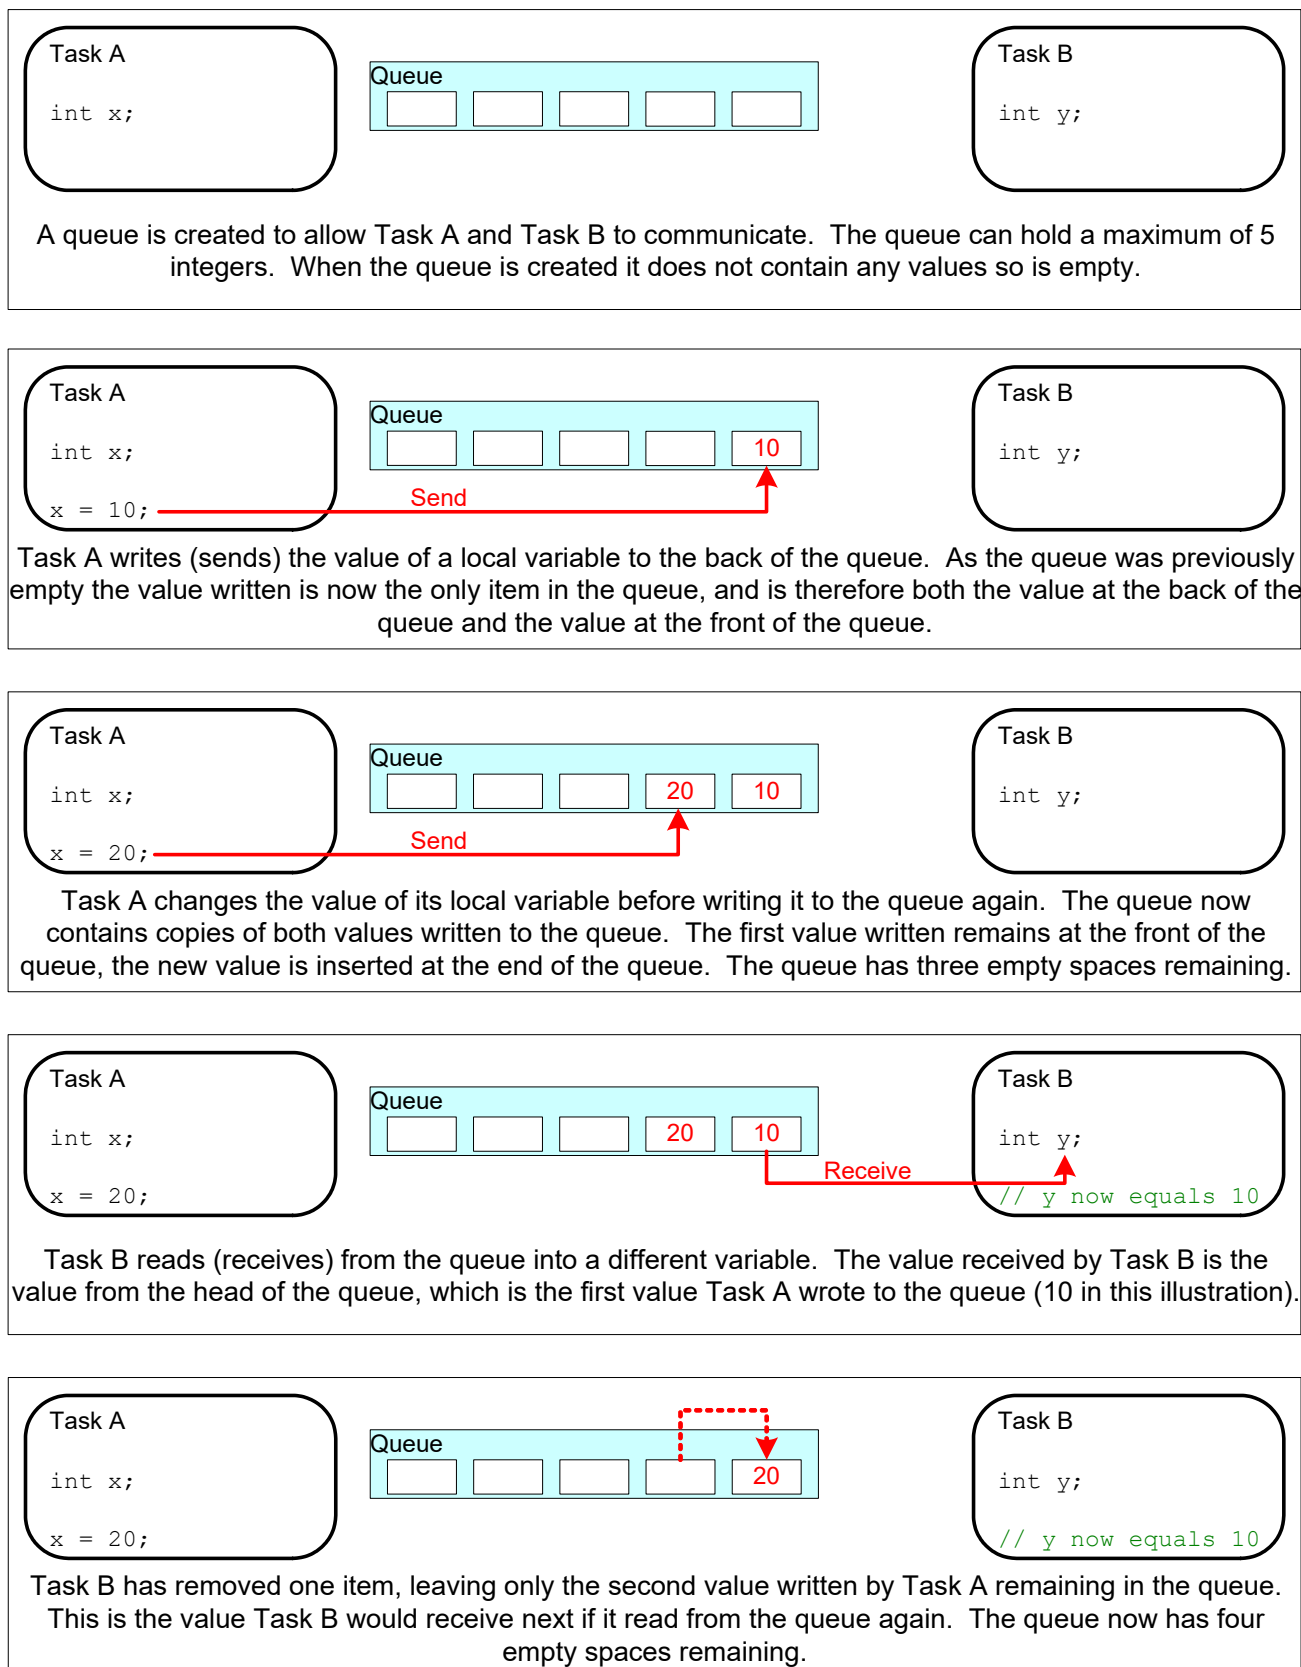 Task A
int x;
Queue
Task B
int y;
A queue is created to allow Task A and Task B to communicate.  The queue can hold a maximum of 5
integers.  When the queue is created it does not contain any values so is empty.
Task A
int x;
x = 10;
Queue
10
Send
Task B
int y;
Task A writes (sends) the value of a local variable to the back of the queue.  As the queue was previously
empty the value written is now the only item in the queue, and is therefore both the value at the back of the
queue and the value at the front of the queue.
Task A
int x;
x = 20;
Queue
20 10
Send
Task B
int y;
Task A changes the value of its local variable before writing it to the queue again.  The queue now
contains copies of both values written to the queue.  The first value written remains at the front of the
queue, the new value is inserted at the end of the queue.  The queue has three empty spaces remaining.
Task A
int x;
x = 20;
Queue
20 10
Receive
Task B
int y;
// y now equals 10
Task B reads (receives) from the queue into a different variable.  The value received by Task B is the
value from the head of the queue, which is the first value Task A wrote to the queue (10 in this illustration).
Task A
int x;
x = 20;
Queue
20
Task B
int y;
// y now equals 10
Task B has removed one item, leaving only the second value written by Task A remaining in the queue.
This is the value Task B would receive next if it read from the queue again.  The queue now has four
empty spaces remaining.